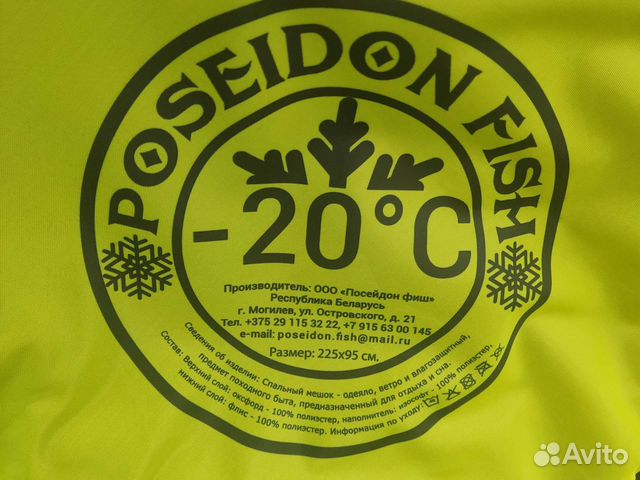 POSEIDON FISH
-20°C
Производитель: ООО «Посейдон фиш»
Республика Беларусь
г. Могилев, ул. Островского, д. 21
Тел. +375 29 115 32 22, +7 915 63 00 145
e-mail: poseidon.fish@mail.ru
Размер: 225х95 см.
Сведения об изделии: Спальный мешок - одеяло, ветро и влагозащитный,
предмет походного быта, предназначенный для отдыха и сна,
Состав: Верхний слой: оксфорд - 100% полиэстер, наполнитель: изософт - 100% полиэстер,
нижний слой: флис - 100% полиэстер. Информация по уходу:
Avito